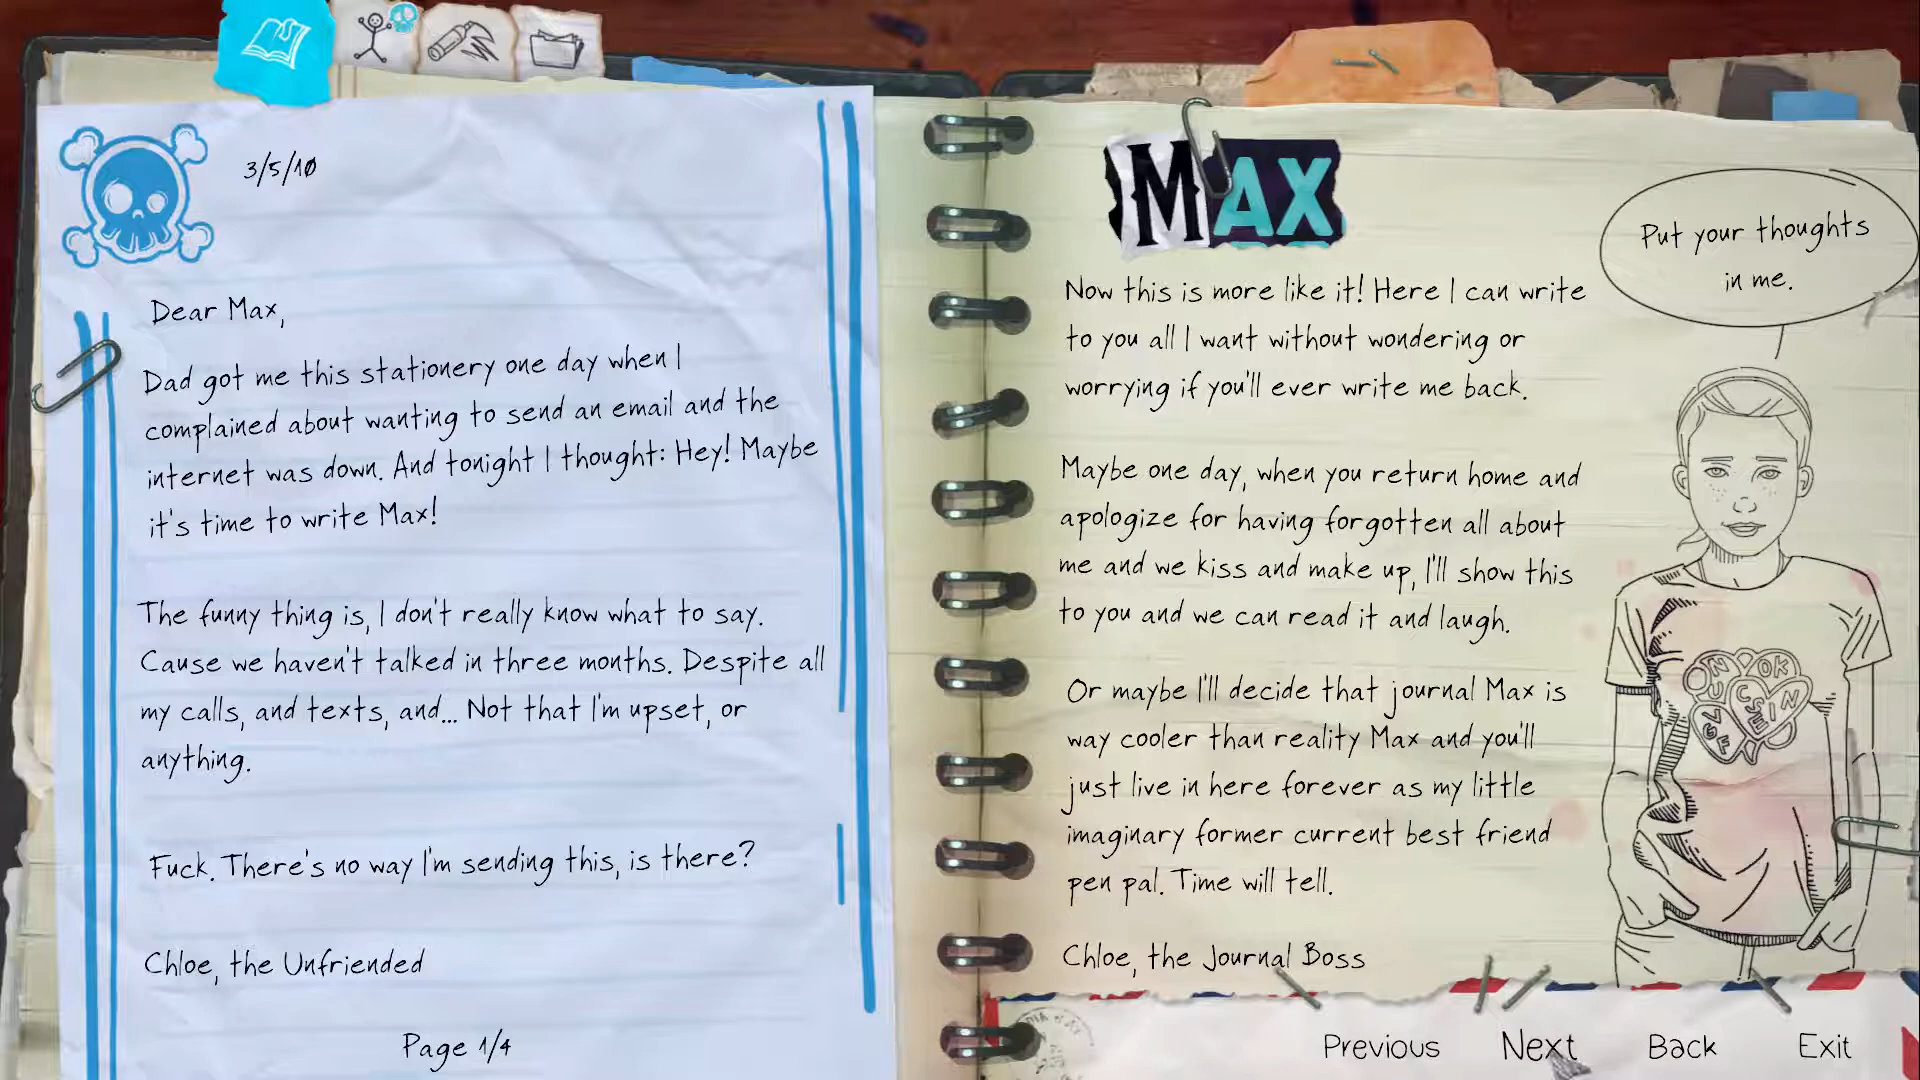 3/5/10
Dear Max,
Dad got me this stationery one day when I
complained about wanting to send an email and the
internet was down. And tonight I thought: Hey! Maybe
it's time to write Max!
The funny thing is, I don't really know what to say.
Cause we haven't talked in three months. Despite all
my calls, and texts, and... Not that I'm upset, or
anything.
Fuck. There's no way I'm sending this, is there?
Chloe, the Unfriended
Page 1/4
MAX
Now this is more like it! Here I can write
to you all I want without wondering or
worrying if you'll ever write me back.
Maybe one day, when you return home and
apologize for having forgotten all about
me and we kiss and make up, I'll show this
to you and we can read it and laugh.
Or maybe I'll decide that journal Max is
way cooler than reality Max and you'll
just live in here forever as my little
imaginary former current best friend
pen pal. Time will tell.
Chloe, the Journal Boss
Put your thoughts
in me.
Previous Next Back Exit